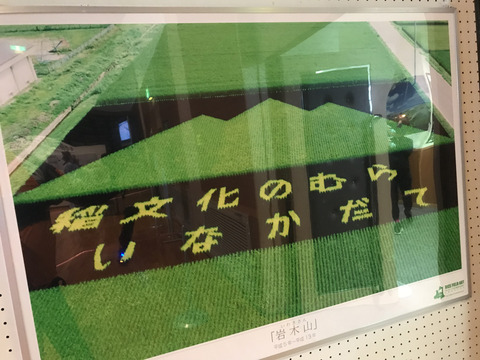 稲文化のむら
いなかだて
「岩木山」